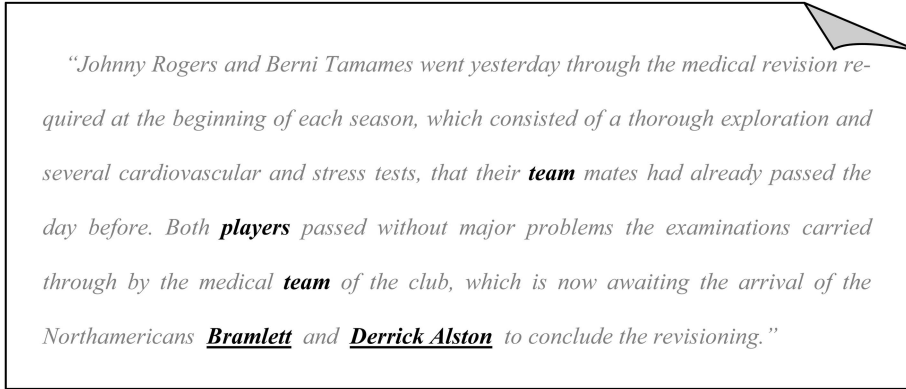 “Johnny Rogers and Berni Tamames went yesterday through the medical revision re-
quired at the beginning of each season, which consisted of a thorough exploration and
several cardiovascular and stress tests, that their team mates had already passed the
day before. Both players passed without major problems the examinations carried
through by the medical team of the club, which is now awaiting the arrival of the
Northamericans Bramlett and Derrick Alston to conclude the revisioning.”